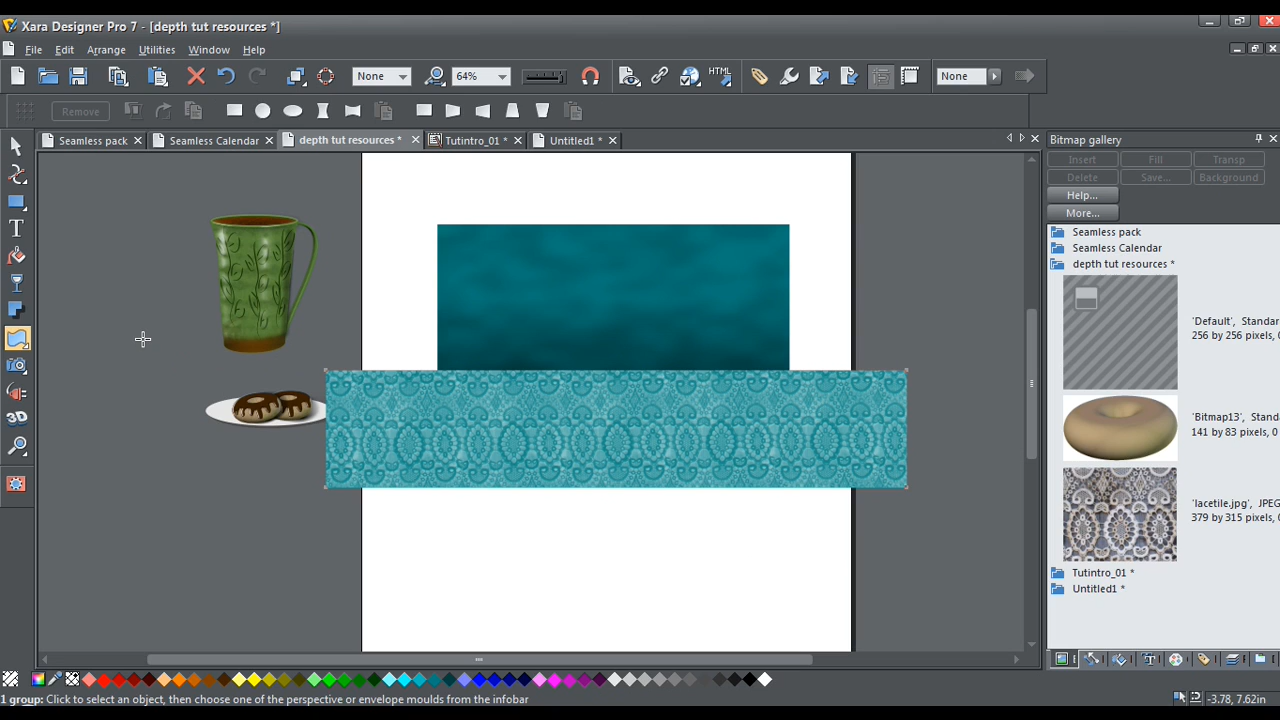 Xara Designer Pro 7 - [depth tut resources *]
File Edit Arrange Utilities Window Help
None 64% HTML None
Remove
Seamless pack Seamless Calendar depth tut resources * Tutintro_01 * Untitled1 *
Bitmap gallery
Insert Fill Transp
Delete Save... Background
Help...
More...
Seamless pack
Seamless Calendar
depth tut resources *
'Default', Standar
256 by 256 pixels, 0
'Bitmap13', Standa
141 by 83 pixels, 0
'lacetile.jpg', JPEG
379 by 315 pixels, 0
Tutintro_01 *
Untitled1 *
3D
1 group: Click to select an object, then choose one of the perspective or envelope moulds from the infobar
-3.78, 7.62in